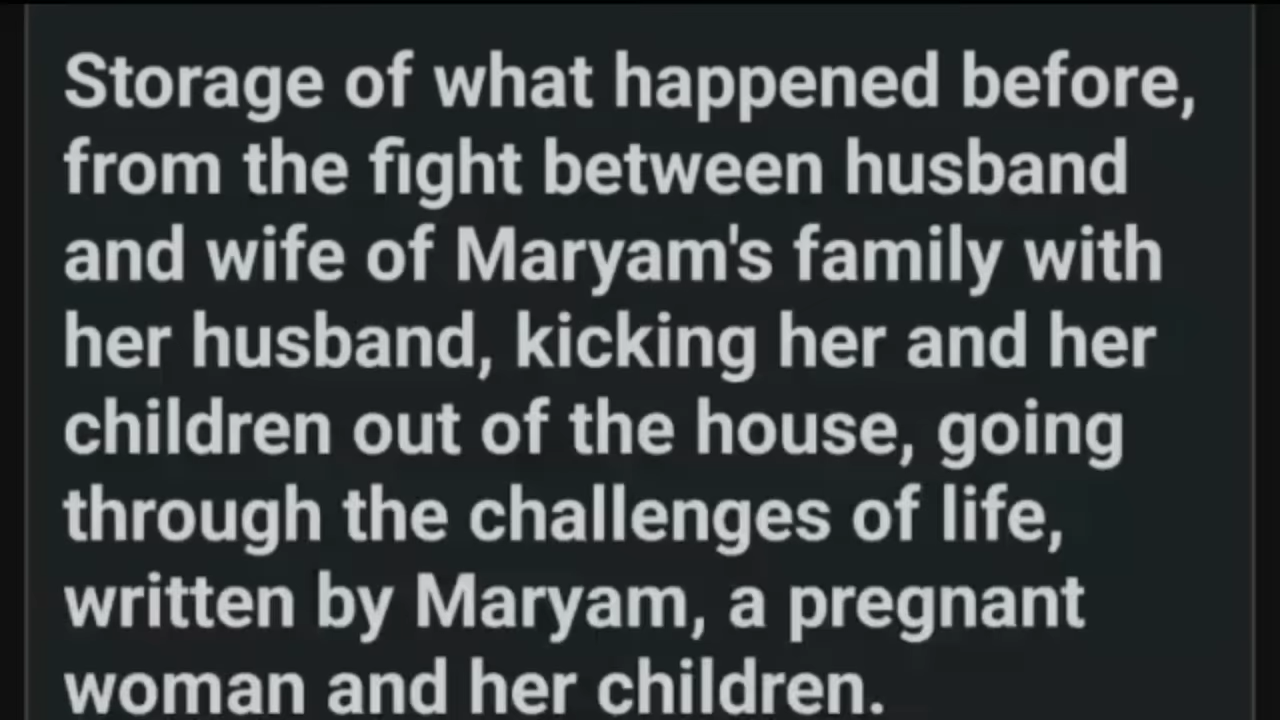 Storage of what happened before,
from the fight between husband
and wife of Maryam's family with
her husband, kicking her and her
children out of the house, going
through the challenges of life,
written by Maryam, a pregnant
woman and her children.